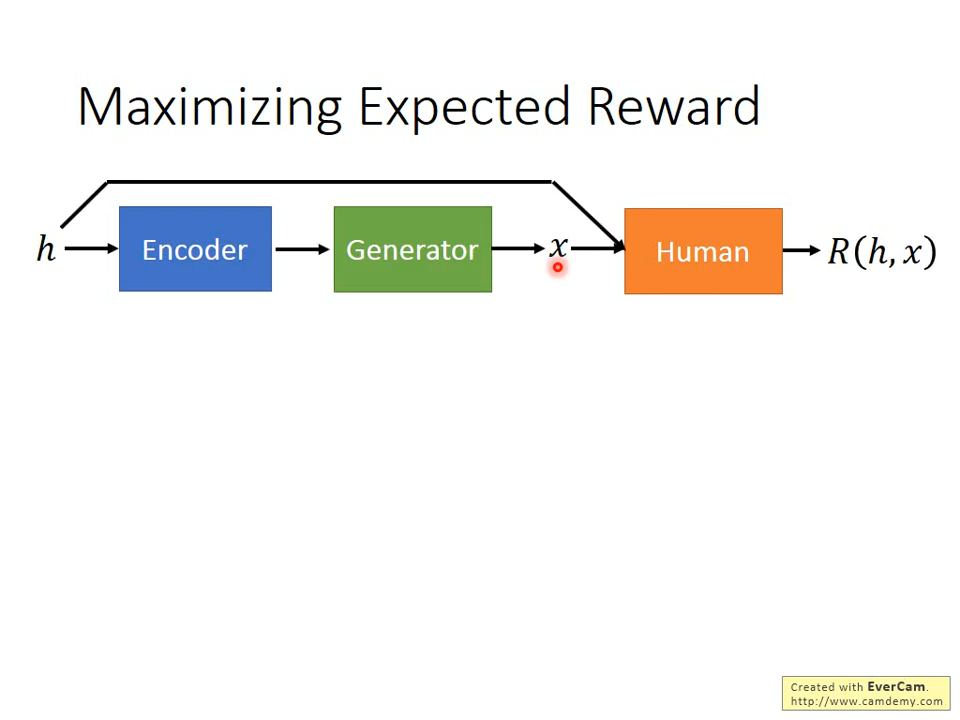 Maximizing Expected Reward
h Encoder Generator x Human R(h, x)
Created with EverCam.
http://www.camdemy.com